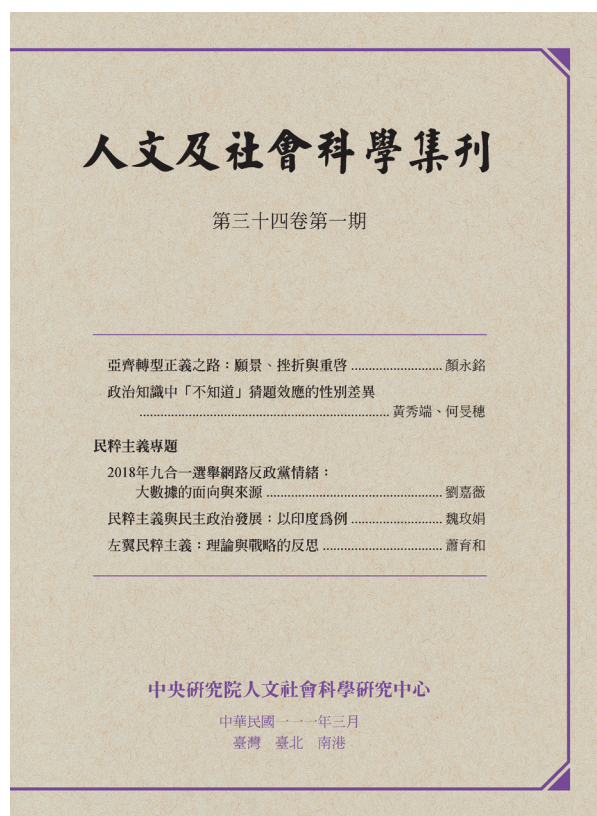 人文及社會科學集刊
第三十四卷第一期
亞齊轉型正義之路：願景、挫折與重啓 .......................... 顏永銘
政治知識中「不知道」猜題效應的性別差異
........................................................................ 黃秀端、何旻穗
民粹主義專題
2018年九合一選舉網路反政黨情緒：
大數據的面向與來源 ................................................... 劉嘉薇
民粹主義與民主政治發展：以印度爲例 .......................... 魏玫娟
左翼民粹主義：理論與戰略的反思 .................................. 蕭育和
中央研究院人文社會科學研究中心
中華民國一一一年三月
臺灣　臺北　南港